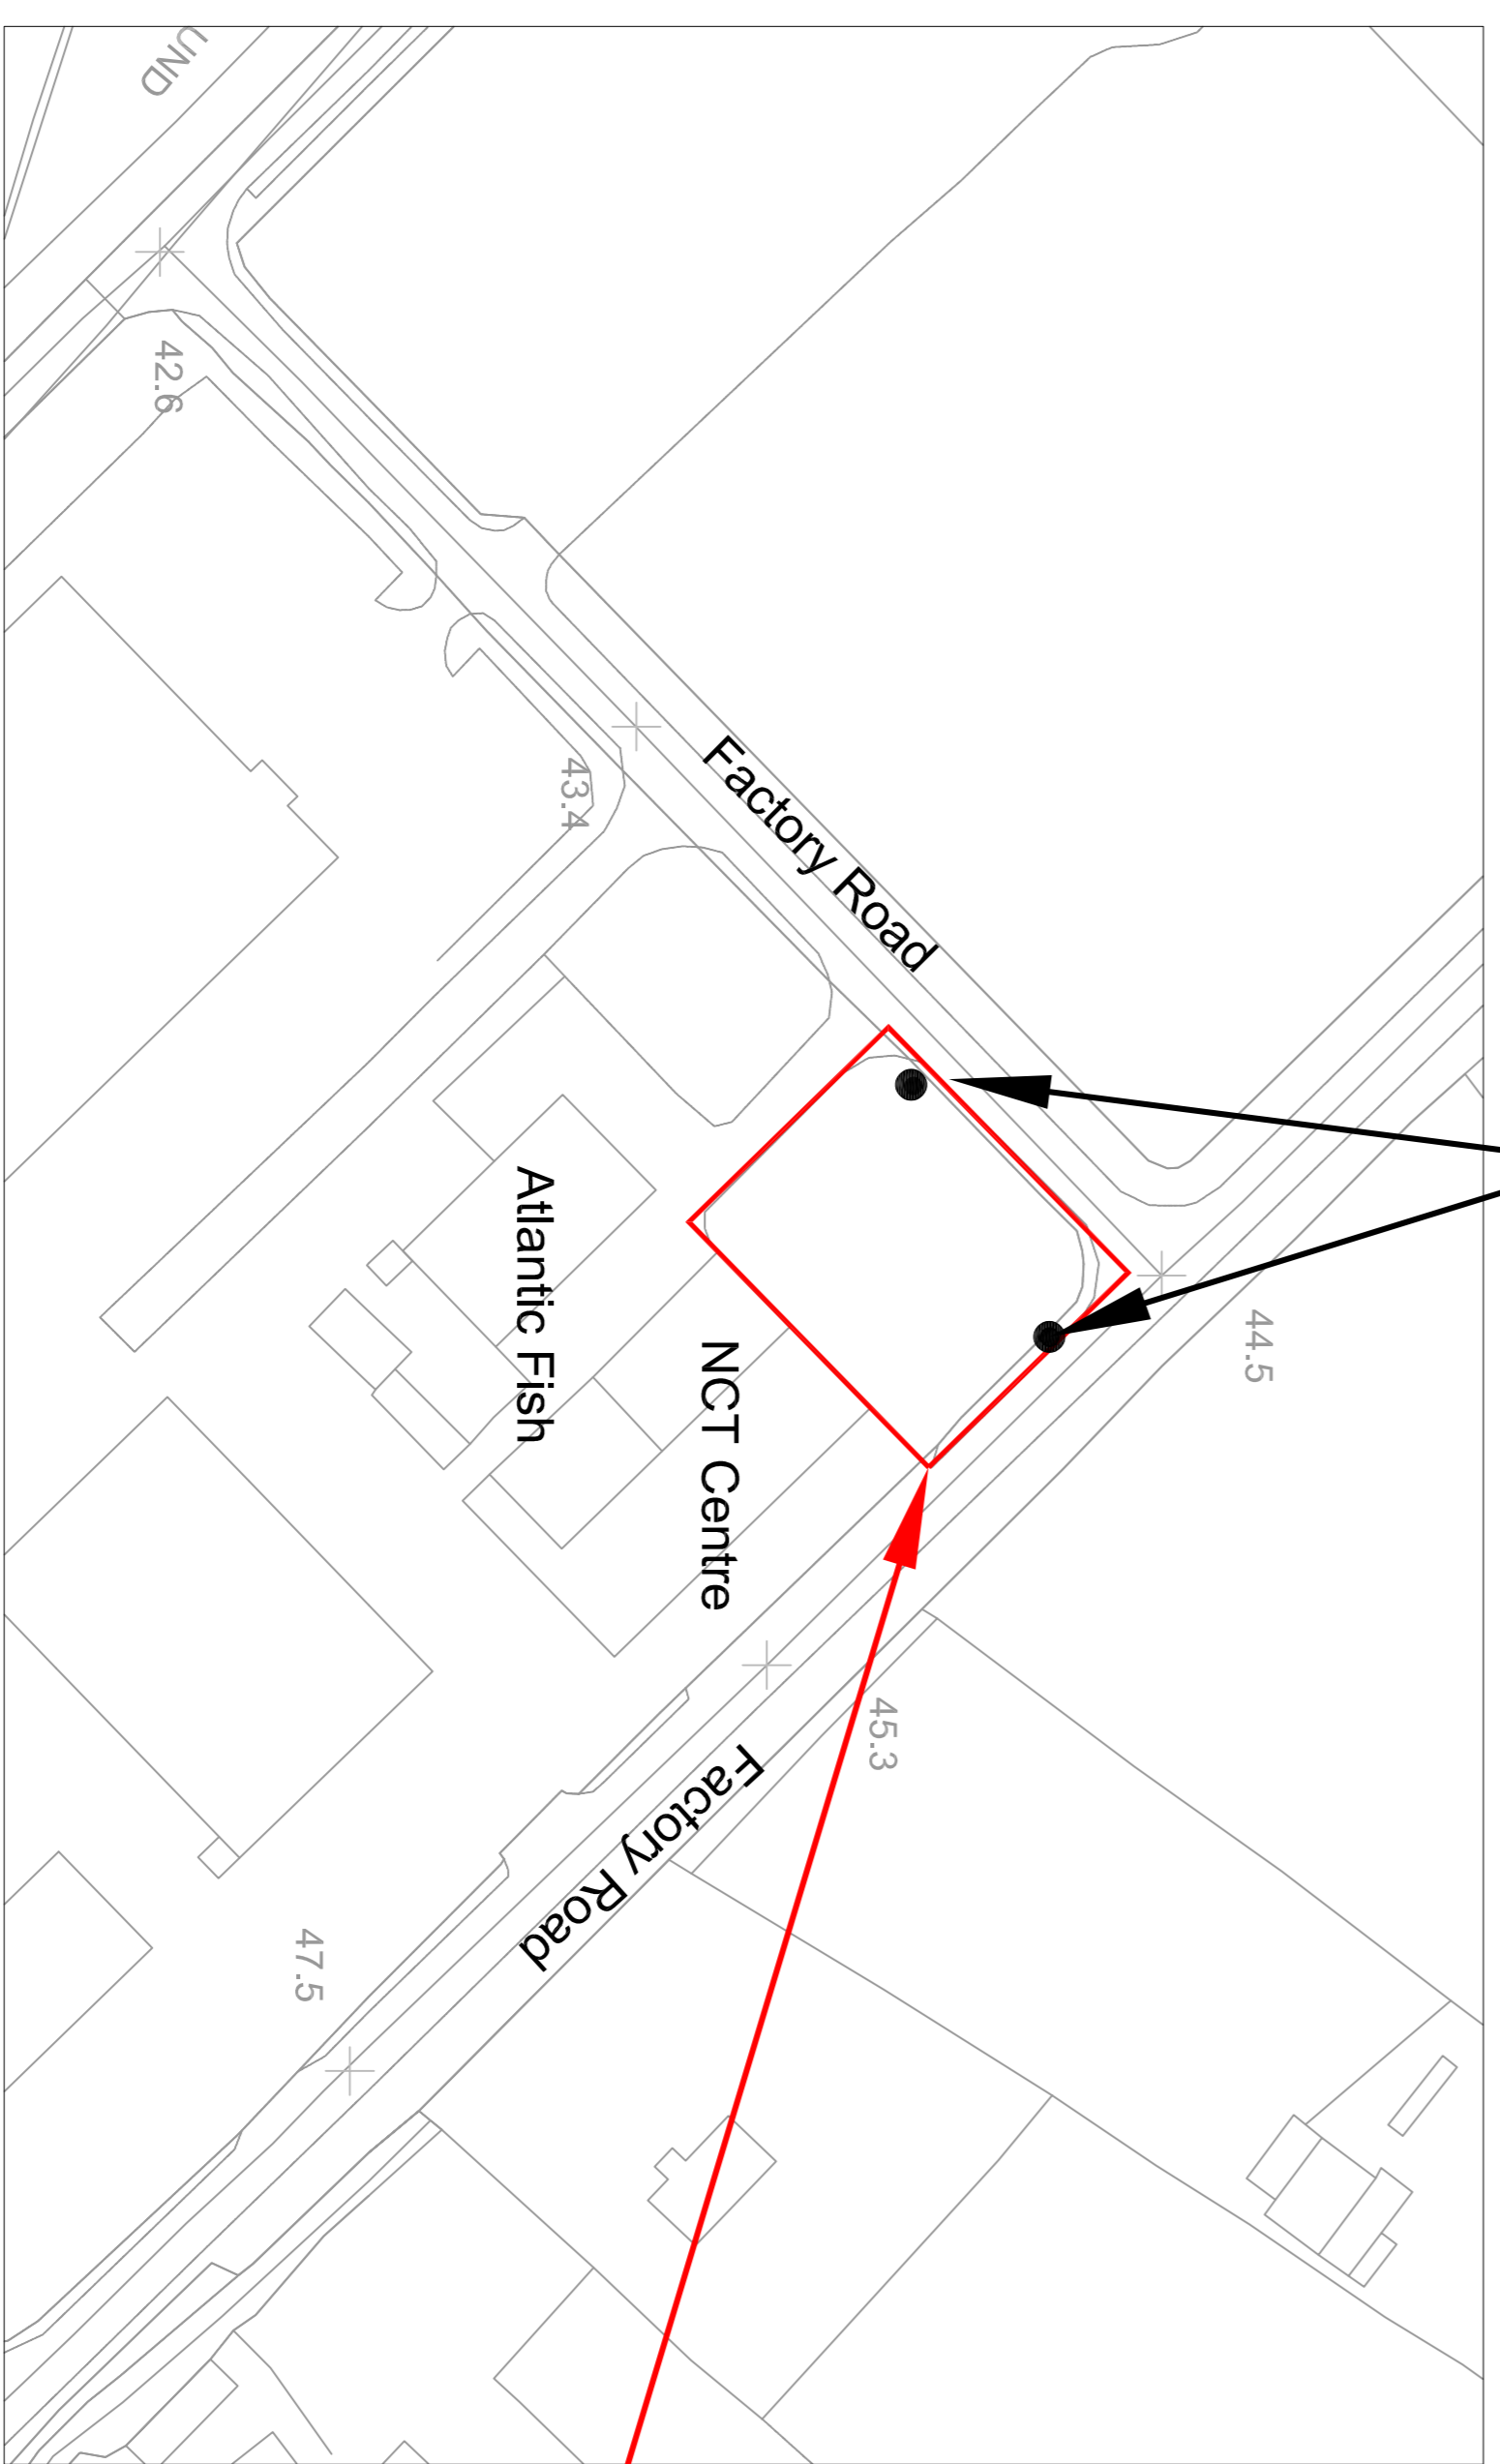 UND
42.6
43.4
Factory Road
44.5
Atlantic Fish
NCT Centre
45.3
Factory Road
47.5